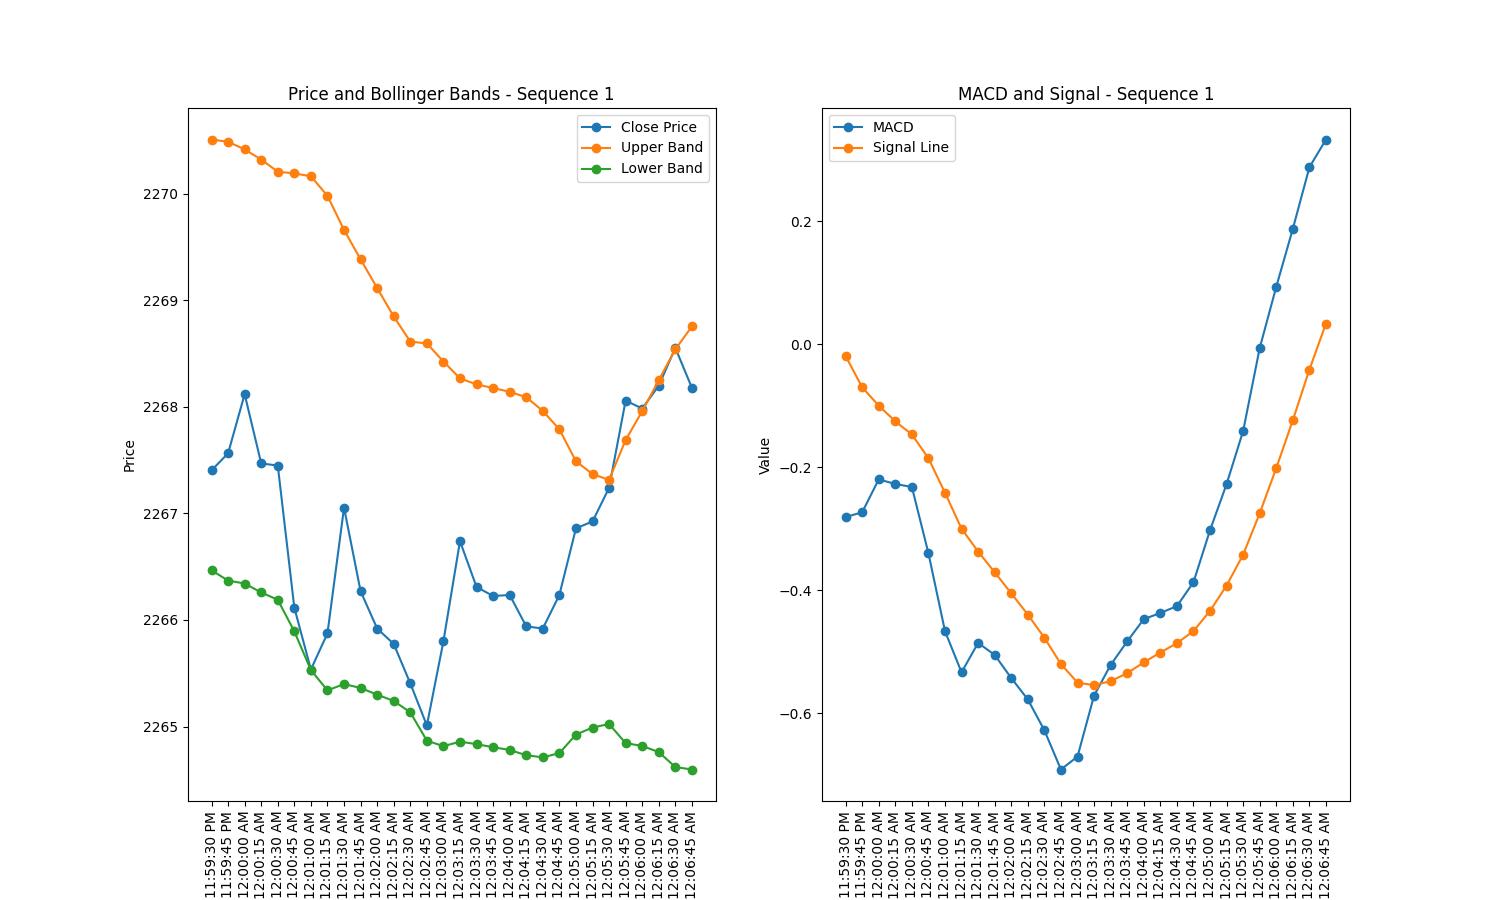 Price and Bollinger Bands - Sequence 1
Close Price
Upper Band
Lower Band
Price
2270
2269
2268
2267
2266
2265
11:59:30 PM
11:59:45 PM
12:00:00 AM
12:00:15 AM
12:00:30 AM
12:00:45 AM
12:01:00 AM
12:01:15 AM
12:01:30 AM
12:01:45 AM
12:02:00 AM
12:02:15 AM
12:02:30 AM
12:02:45 AM
12:03:00 AM
12:03:15 AM
12:03:30 AM
12:03:45 AM
12:04:00 AM
12:04:15 AM
12:04:30 AM
12:04:45 AM
12:05:00 AM
12:05:15 AM
12:05:30 AM
12:05:45 AM
12:06:00 AM
12:06:15 AM
12:06:30 AM
12:06:45 AM
MACD and Signal - Sequence 1
MACD
Signal Line
Value
0.2
0.0
−0.2
−0.4
−0.6
11:59:30 PM
11:59:45 PM
12:00:00 AM
12:00:15 AM
12:00:30 AM
12:00:45 AM
12:01:00 AM
12:01:15 AM
12:01:30 AM
12:01:45 AM
12:02:00 AM
12:02:15 AM
12:02:30 AM
12:02:45 AM
12:03:00 AM
12:03:15 AM
12:03:30 AM
12:03:45 AM
12:04:00 AM
12:04:15 AM
12:04:30 AM
12:04:45 AM
12:05:00 AM
12:05:15 AM
12:05:30 AM
12:05:45 AM
12:06:00 AM
12:06:15 AM
12:06:30 AM
12:06:45 AM